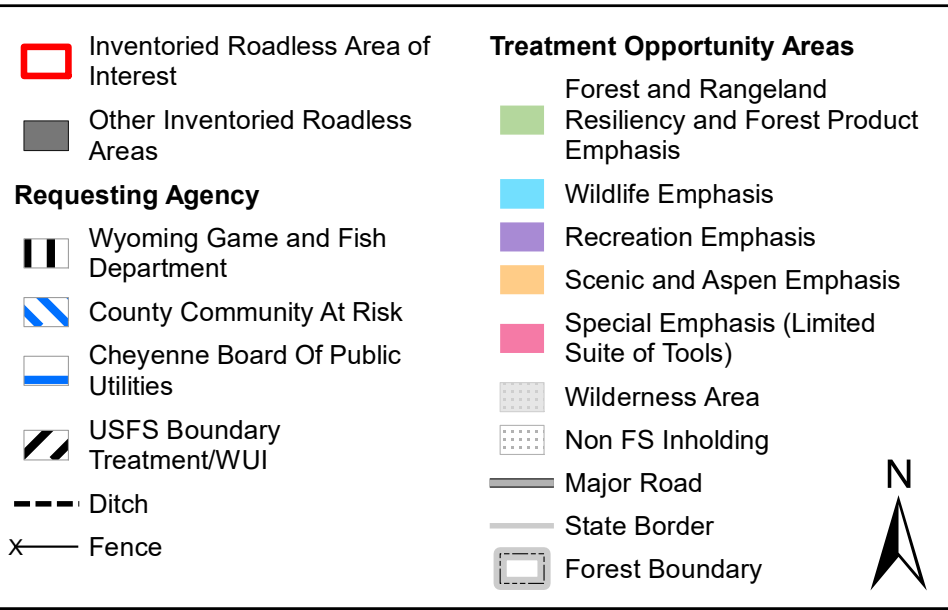 Inventoried Roadless Area of
Interest
Other Inventoried Roadless
Areas
Requesting Agency
Wyoming Game and Fish
Department
County Community At Risk
Cheyenne Board Of Public
Utilities
USFS Boundary
Treatment/WUI
Ditch
X Fence
Treatment Opportunity Areas
Forest and Rangeland
Resiliency and Forest Product
Emphasis
Wildlife Emphasis
Recreation Emphasis
Scenic and Aspen Emphasis
Special Emphasis (Limited
Suite of Tools)
Wilderness Area
Non FS Inholding
Major Road
State Border
Forest Boundary
N